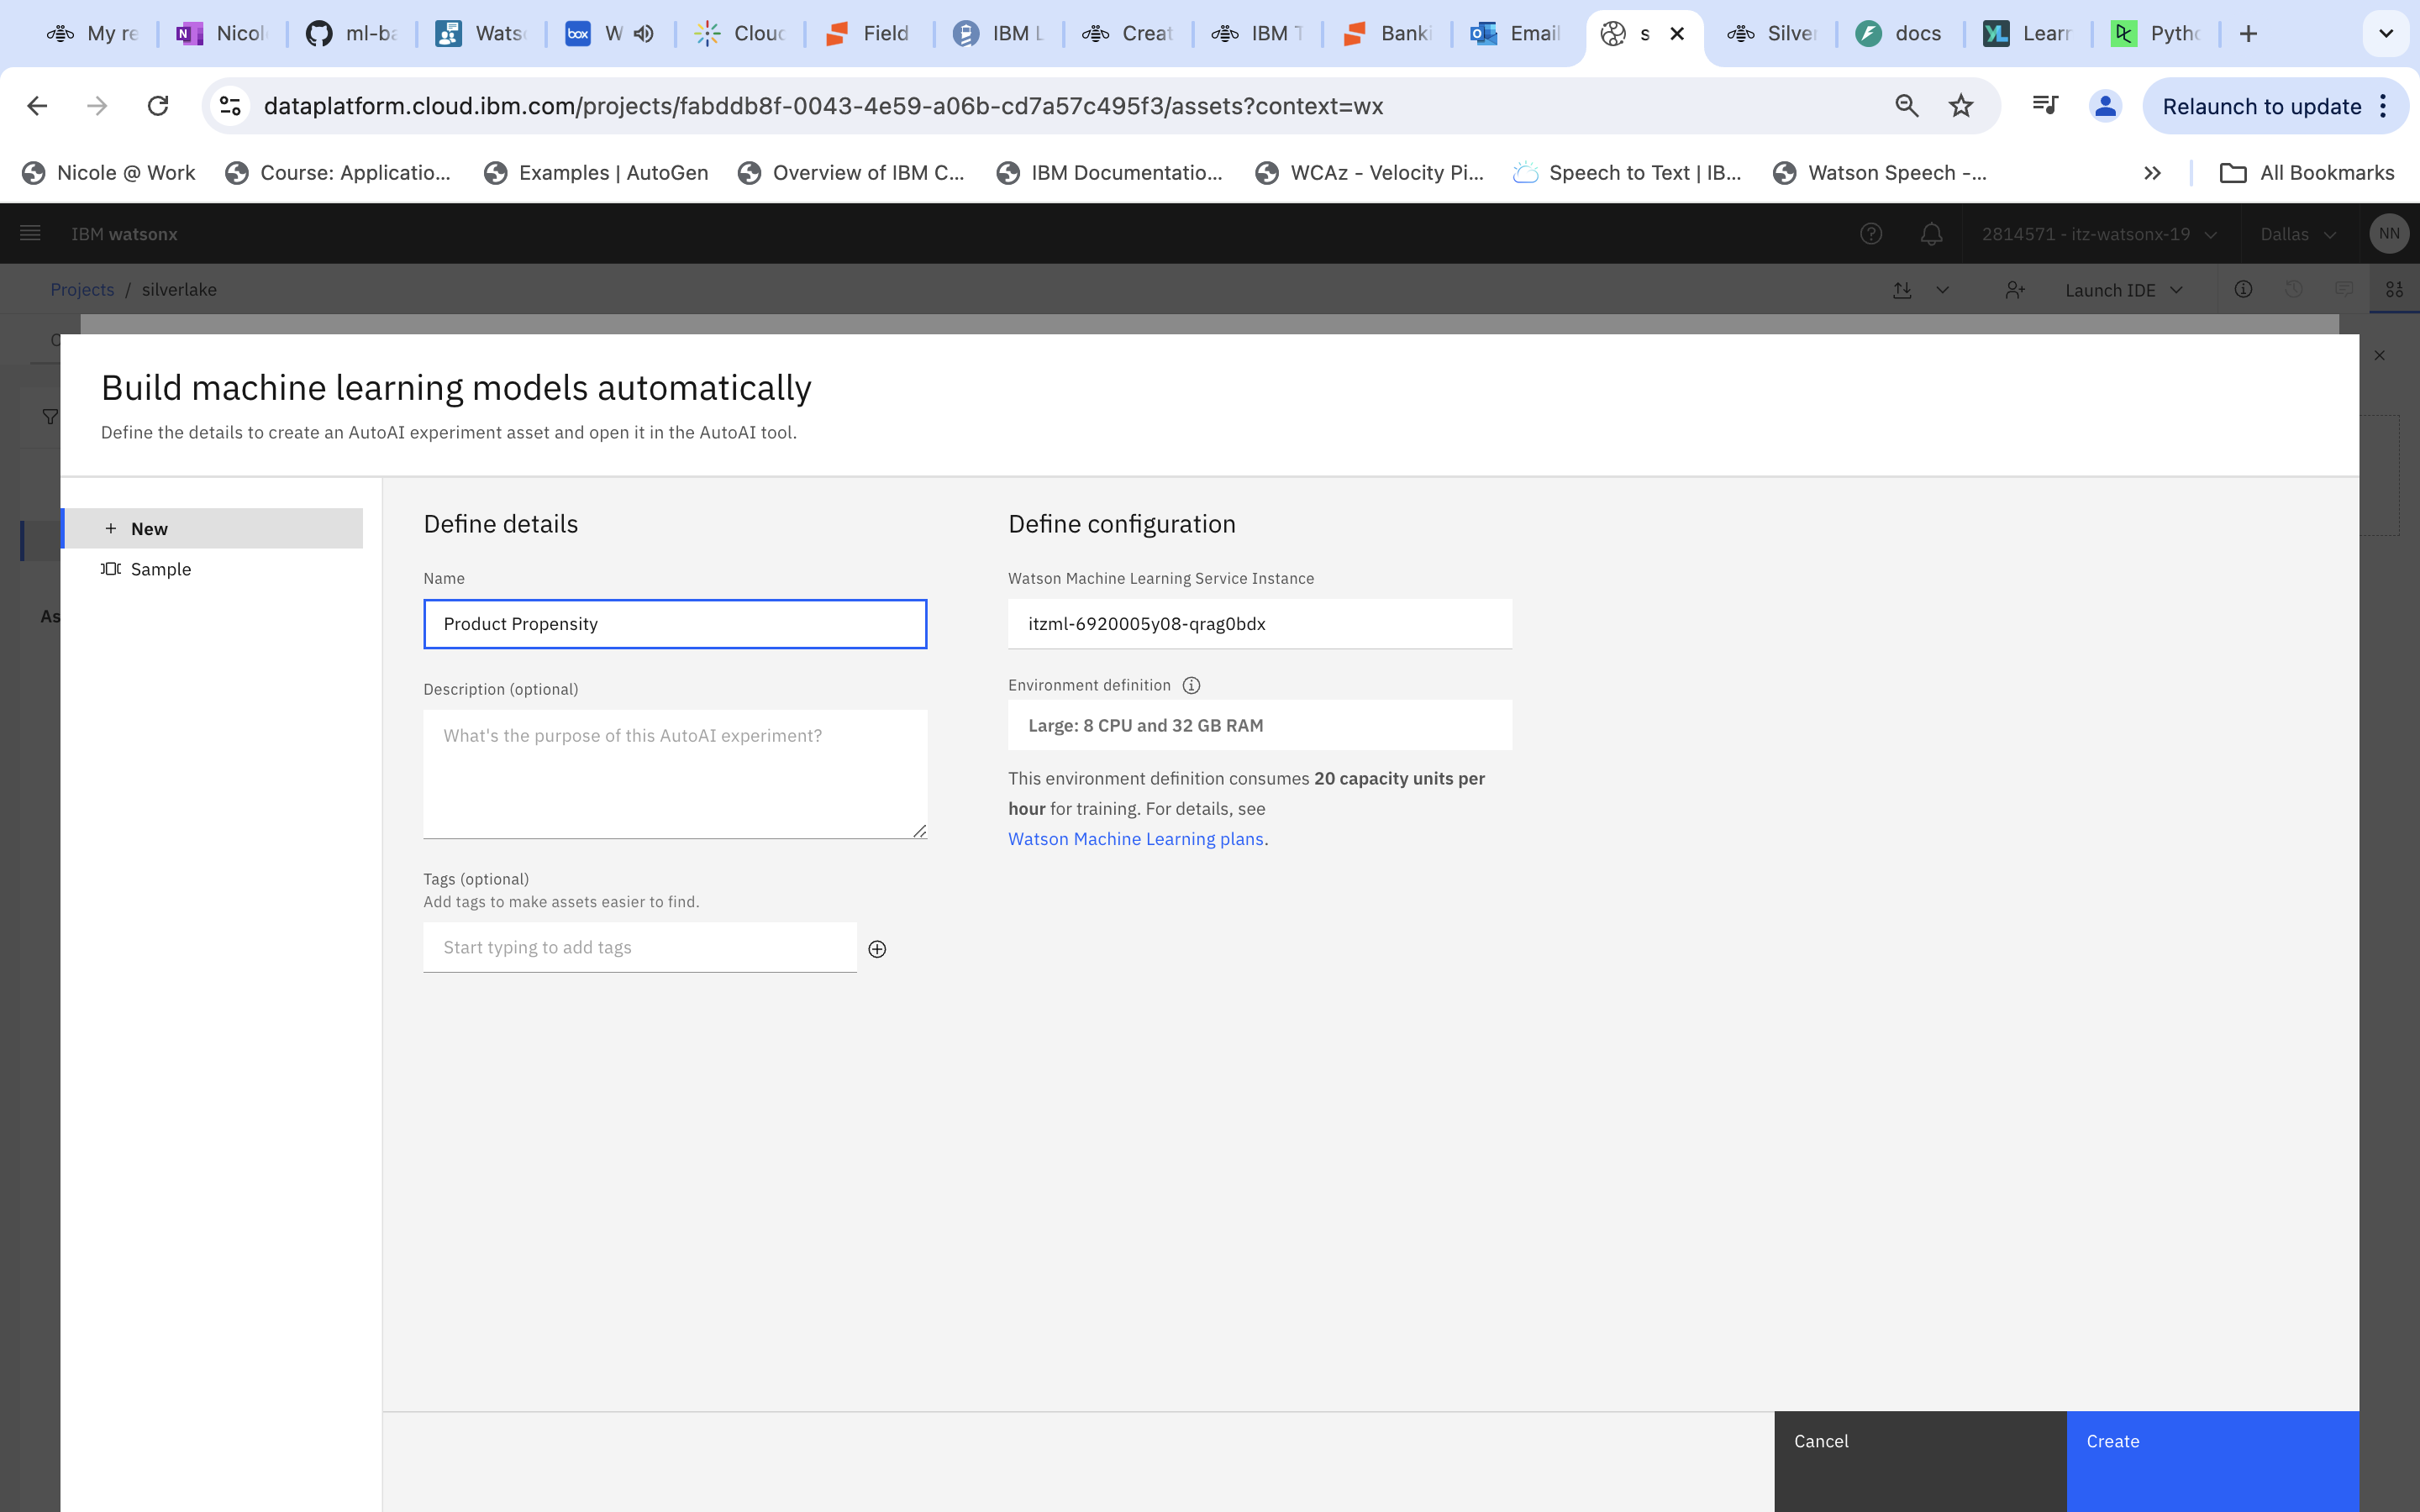 My re
Nicol
ml-ba
Wats
box W
Cloud
Field
IBM L
Creat
IBM T
Banki
Email
s
Silver
docs
YL Learn
Pytho
dataplatform.cloud.ibm.com/projects/fabddb8f-0043-4e59-a06b-cd7a57c495f3/assets?context=wx
Relaunch to update
Nicole @ Work
Course: Applicatio...
Examples | AutoGen
Overview of IBM C...
IBM Documentatio...
WCAz - Velocity Pi...
Speech to Text | IB...
Watson Speech -...
All Bookmarks
IBM watsonx
2814571 - itz-watsonx-19
Dallas
NN
Projects / silverlake
Launch IDE
Build machine learning models automatically
Define the details to create an AutoAI experiment asset and open it in the AutoAI tool.
As
+ New
Sample
Define details
Name
Product Propensity
Description (optional)
What's the purpose of this AutoAI experiment?
Tags (optional)
Add tags to make assets easier to find.
Start typing to add tags
Define configuration
Watson Machine Learning Service Instance
itzml-6920005y08-qrag0bdx
Environment definition
Large: 8 CPU and 32 GB RAM
This environment definition consumes 20 capacity units per
hour for training. For details, see
Watson Machine Learning plans.
Cancel
Create